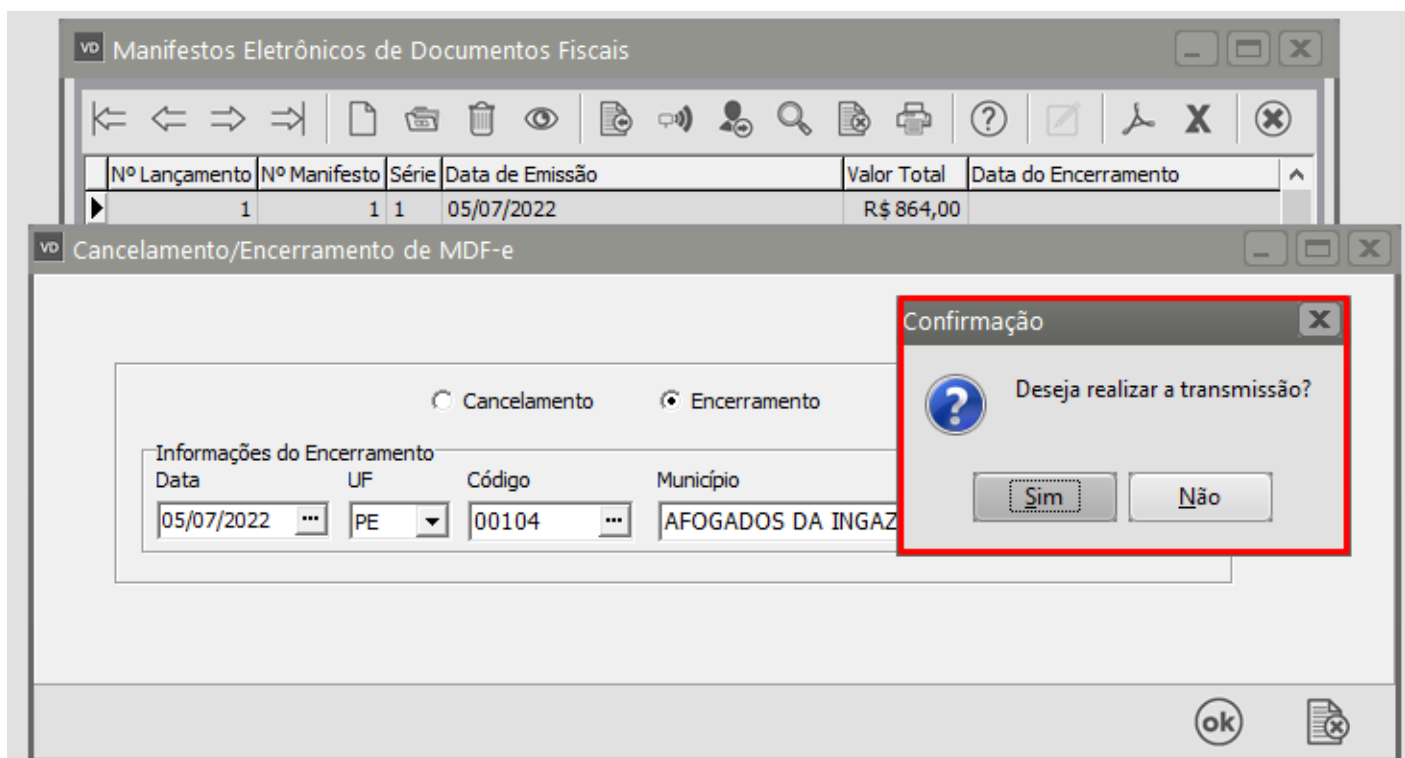 VD Manifestos Eletrônicos de Documentos Fiscais
Nº Lançamento Nº Manifesto Série Data de Emissão Valor Total Data do Encerramento
1 1 1 05/07/2022 R$ 864,00
VD Cancelamento/Encerramento de MDF-e
Confirmação
Deseja realizar a transmissão?
Sim Não
Cancelamento Encerramento
Informações do Encerramento
Data UF Código Município
05/07/2022 ... PE 00104 ... AFOGADOS DA INGAZ
ok